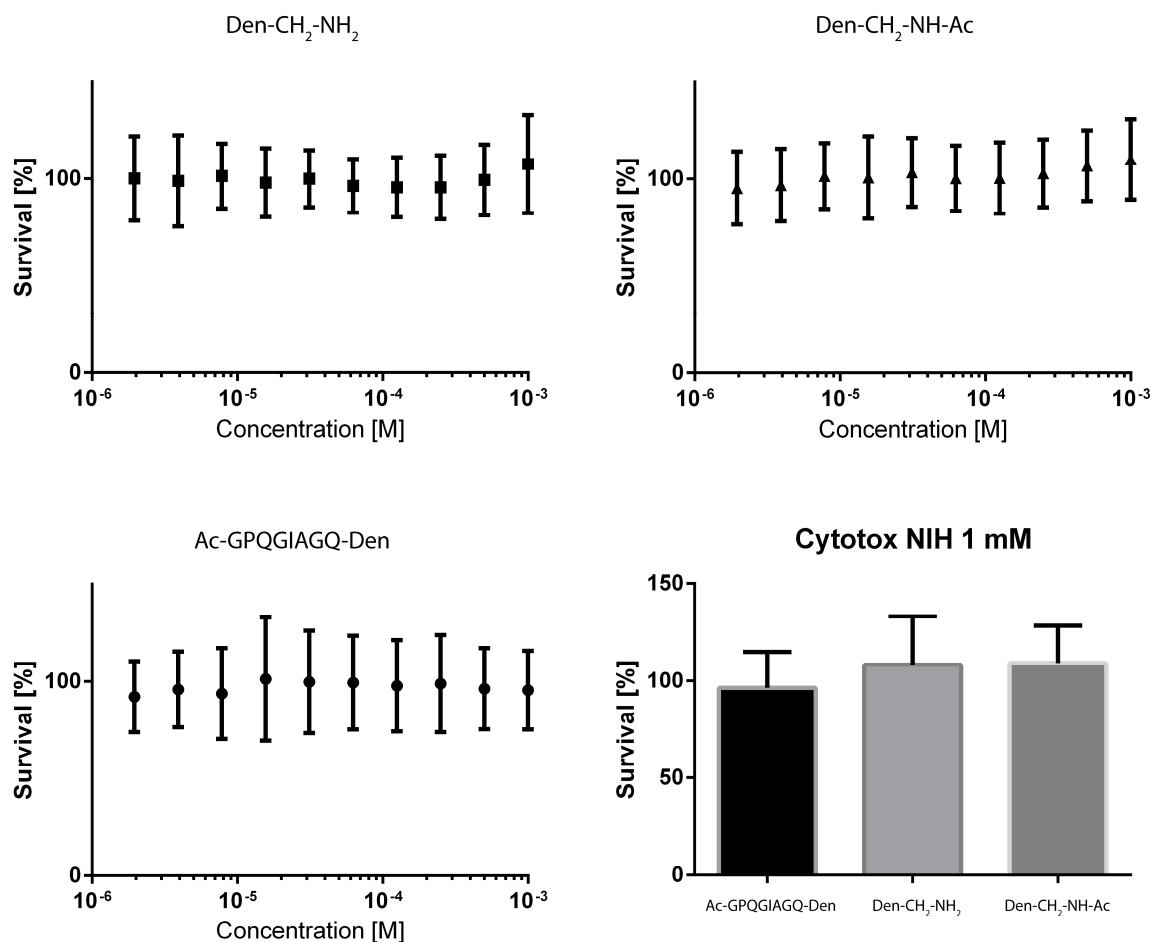 Den-CH₂-NH₂
Survival [%]
100
0
10⁻⁶ 10⁻⁵ 10⁻⁴ 10⁻³
Concentration [M]
Den-CH₂-NH-Ac
Survival [%]
100
0
10⁻⁶ 10⁻⁵ 10⁻⁴ 10⁻³
Concentration [M]
Ac-GPQGIAGQ-Den
Survival [%]
100
0
10⁻⁶ 10⁻⁵ 10⁻⁴ 10⁻³
Concentration [M]
Cytotox NIH 1 mM
Survival [%]
150
100
50
0
Ac-GPQGIAGQ-Den Den-CH₂-NH₂ Den-CH₂-NH-Ac